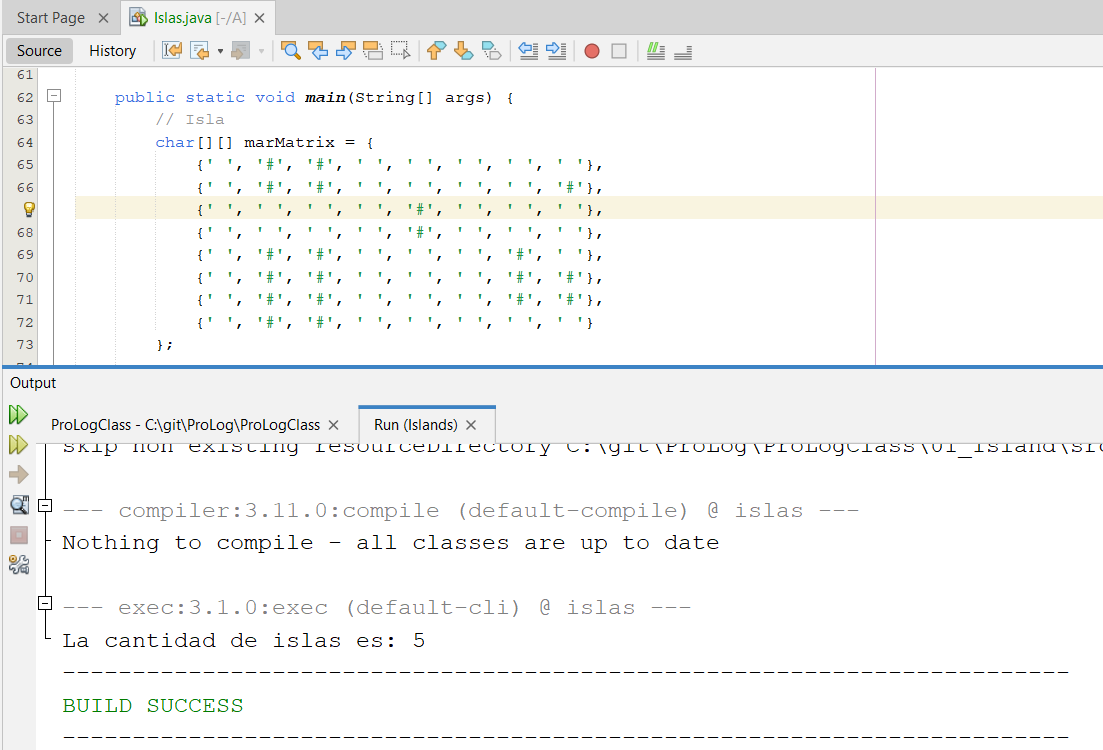 Start Page × Islas.java [-/A] ×
Source History
61
62 public static void main(String[] args) {
63 // Isla
64 char[][] marMatrix = {
65 {' ', '#', '#', ' ', ' ', ' ', ' ', ' '},
66 {' ', '#', '#', ' ', ' ', ' ', ' ', '#'},
{' ', ' ', ' ', ' ', '#', ' ', ' ', ' '},
68 {' ', ' ', ' ', ' ', '#', ' ', ' ', ' '},
69 {' ', '#', '#', ' ', ' ', ' ', '#', ' '},
70 {' ', '#', '#', ' ', ' ', ' ', '#', '#'},
71 {' ', '#', '#', ' ', ' ', ' ', '#', '#'},
72 {' ', '#', '#', ' ', ' ', ' ', ' ', ' '}
73 };
Output
ProLogClass - C:\git\ProLog\ProLogClass × Run (Islands) ×
skip non existing resourceDirectory C:\git\ProLog\ProLogClass\01_Island\src
--- compiler:3.11.0:compile (default-compile) @ islas ---
Nothing to compile - all classes are up to date
--- exec:3.1.0:exec (default-cli) @ islas ---
La cantidad de islas es: 5
------------------------------------------------------------------------
BUILD SUCCESS
------------------------------------------------------------------------